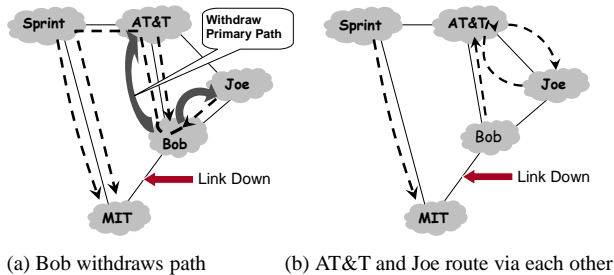 Sprint
AT&T
Withdraw
Primary Path
Joe
Bob
Link Down
MIT
(a) Bob withdraws path
Sprint
AT&T
Joe
Bob
Link Down
MIT
(b) AT&T and Joe route via each other